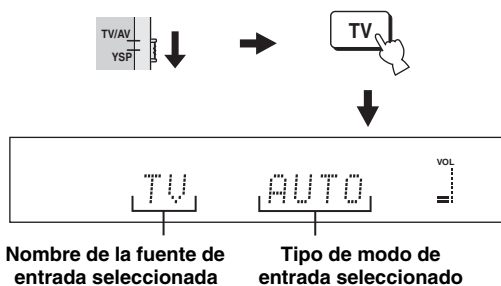 TV/AV
YSP
TV
VOL
TV AUTO
Nombre de la fuente de
entrada seleccionada
Tipo de modo de
entrada seleccionado